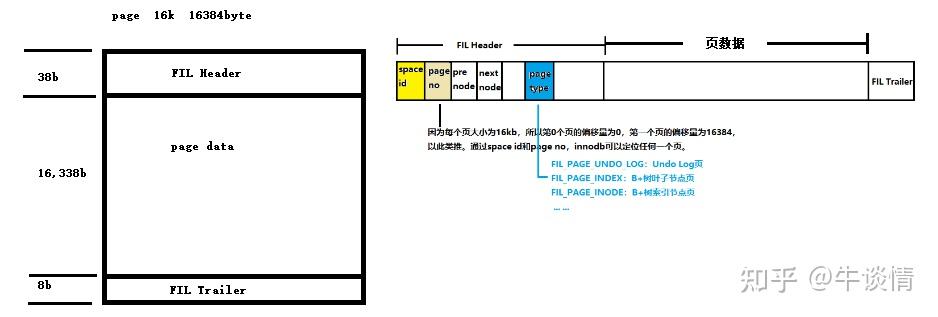 page 16k 16384byte
38b
FIL Header
16,338b
page data
8b
FIL Trailer
FIL Header
页数据
space id
page no
pre node
next node
page type
FIL Trailer
因为每个页大小为16kb，所以第0个页的偏移量为0，第一个页的偏移量为16384，
以此类推。通过space id和page no，innodb可以定位任何一个页。
FIL_PAGE_UNDO_LOG：Undo Log页
FIL_PAGE_INDEX：B+树叶子节点页
FIL_PAGE_INODE：B+树索引节点页
... ...
知乎 @牛谈情